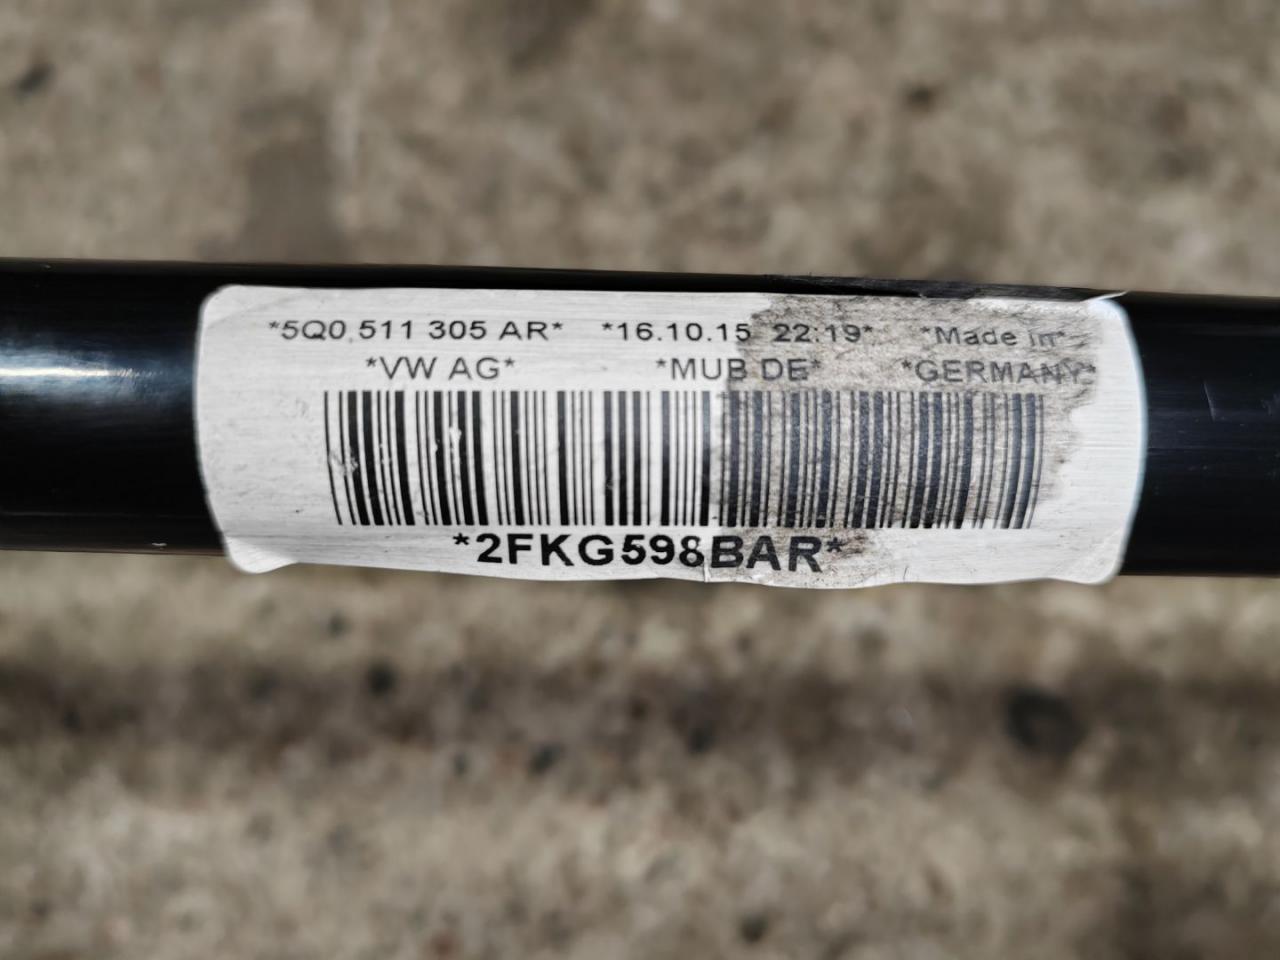 *5Q0 511 305 AR* *16.10.15 22:19* *Made in*
*VW AG* *MUB DE* *GERMANY*
*2FKG598BAR*